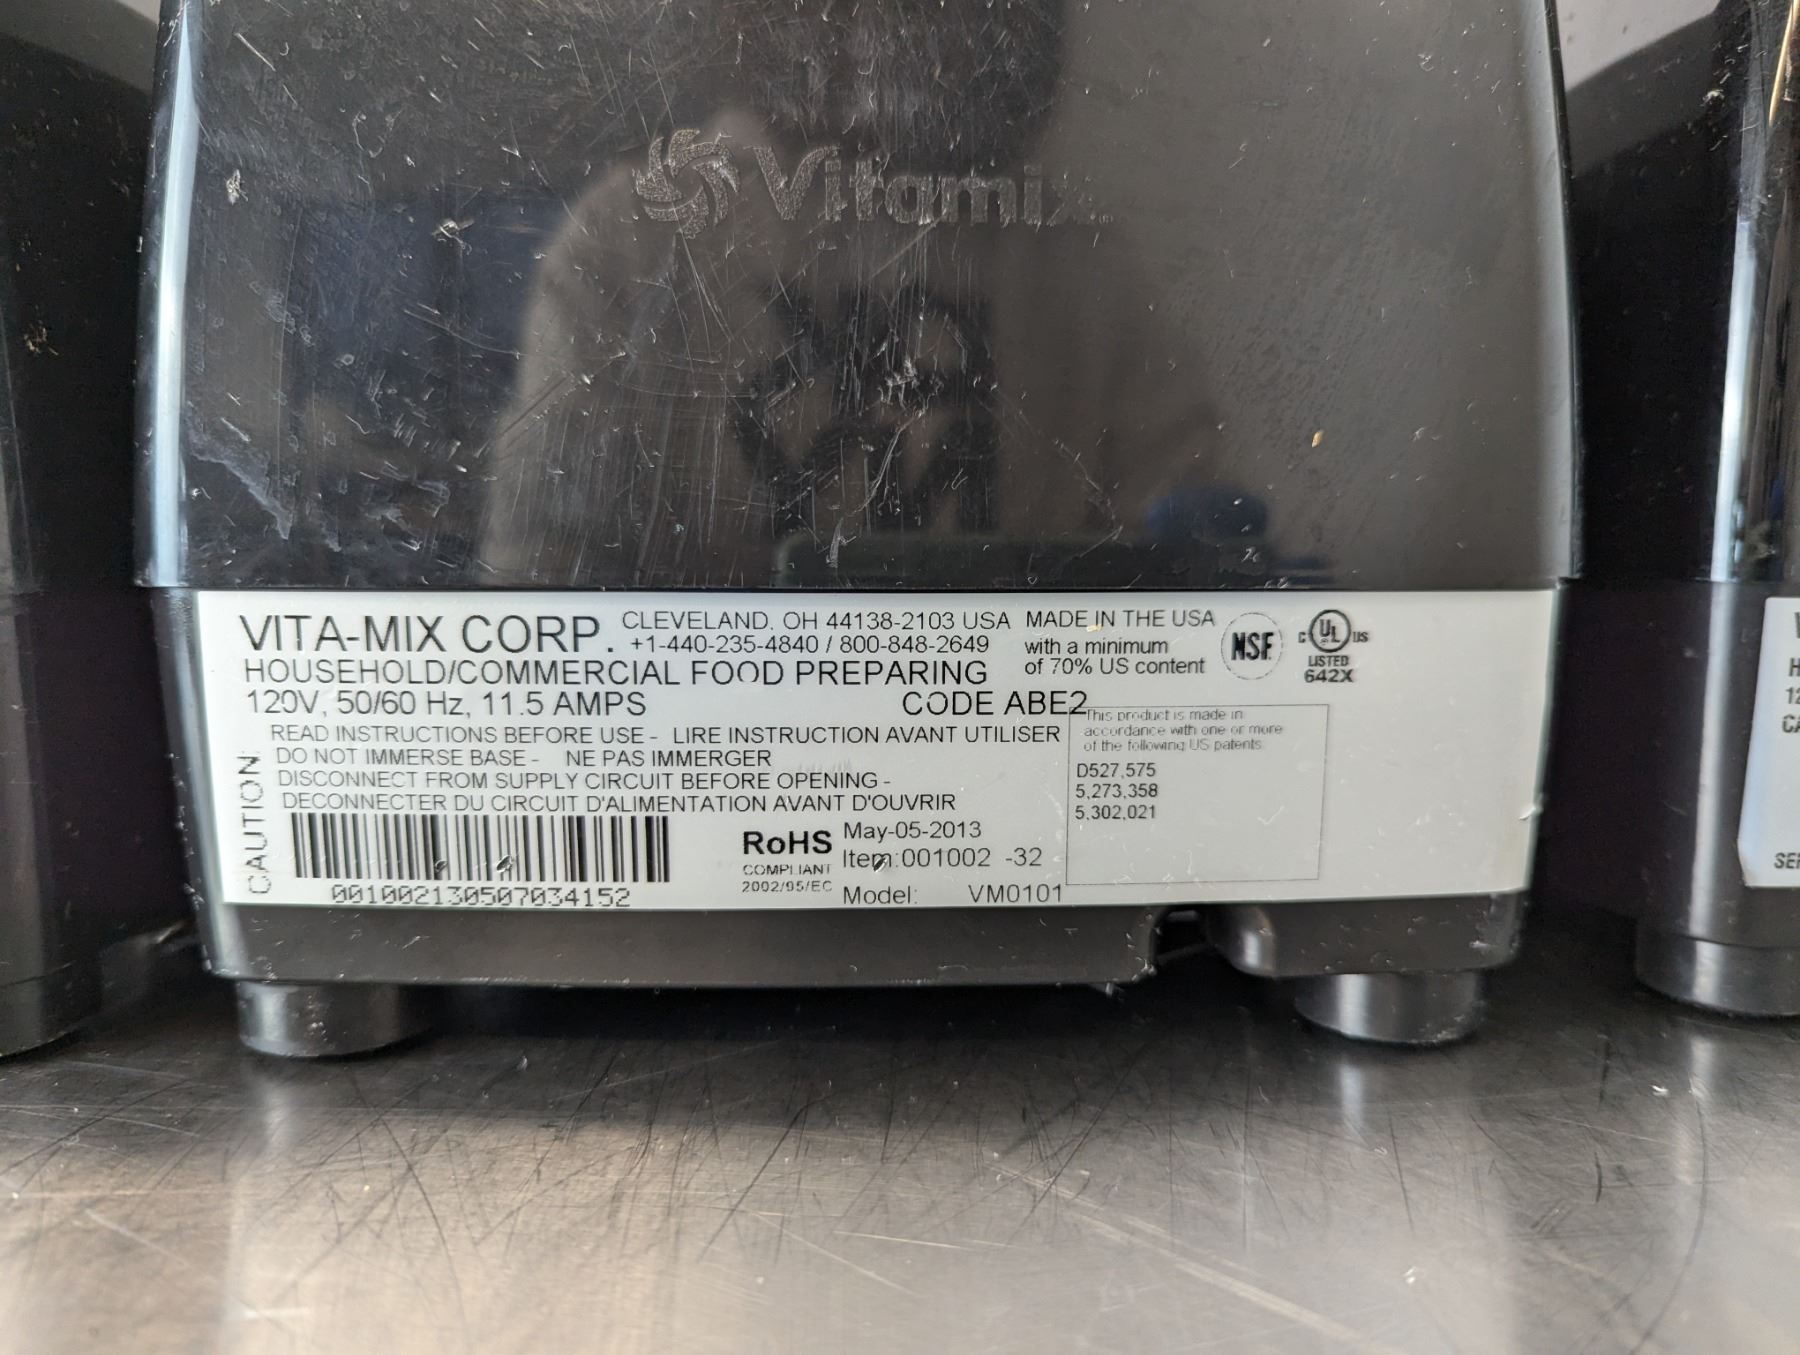 Vitamix
VITA-MIX CORP. CLEVELAND, OH 44138-2103 USA
+1-440-235-4840 / 800-848-2649
MADE IN THE USA
with a minimum
of 70% US content
NSF
C UL US
LISTED
642X
HOUSEHOLD/COMMERCIAL FOOD PREPARING
120V, 50/60 Hz, 11.5 AMPS CODE ABE2
CAUTION:
READ INSTRUCTIONS BEFORE USE - LIRE INSTRUCTION AVANT UTILISER
DO NOT IMMERSE BASE - NE PAS IMMERGER
DISCONNECT FROM SUPPLY CIRCUIT BEFORE OPENING -
DECONNECTER DU CIRCUIT D'ALIMENTATION AVANT D'OUVRIR
This product is made in
accordance with one or more
of the following US patents
D527,575
5,273,358
5,302,021
001002130507034152
RoHS
COMPLIANT
2002/95/EC
May-05-2013
Item:001002 -32
Model: VM0101